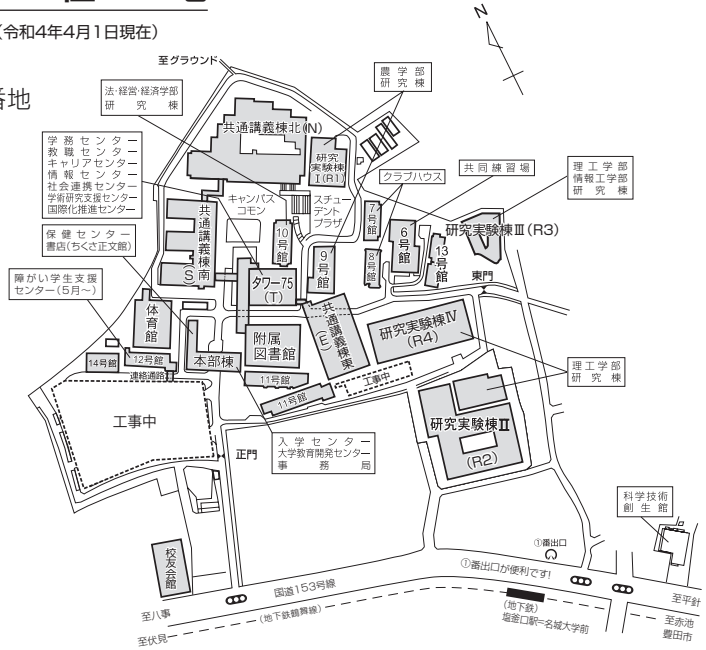 (令和4年4月1日現在)
番地
N
至グラウンド
法・経営・経済学部
研究棟
農学部
研究棟
共通講義棟北(N)
研究
実験棟
Ⅰ(R1)
学務センター
教職センター
キャリアセンター
情報センター
社会連携センター
学術研究支援センター
国際化推進センター
クラブハウス
共同練習場
理工学部
情報工学部
研究棟
キャンパス
コモン
スチュー
デント
プラザ
共通講義棟南
(S)
10号館
9号館
7号館
8号館
6号館
13号館
研究実験棟Ⅲ(R3)
東門
保健センター
書店(ちくさ正文館)
障がい学生支援
センター(5月~)
タワー75
(T)
体育館
附属
図書館
共通講義棟東
(E)
研究実験棟Ⅳ
(R4)
14号館
12号館
連絡通路
本部棟
11号館
11号館
工事中
理工学部
研究棟
工事中
研究実験棟Ⅱ
(R2)
正門
入学センター
大学教育開発センター
事務局
科学技術
創生館
校友会館
①番出口
①番出口が便利です!
国道153号線
至八事
至平針
(地下鉄鶴舞線)
至伏見
(地下鉄)
塩釜口駅=名城大学前
至赤池
豊田市